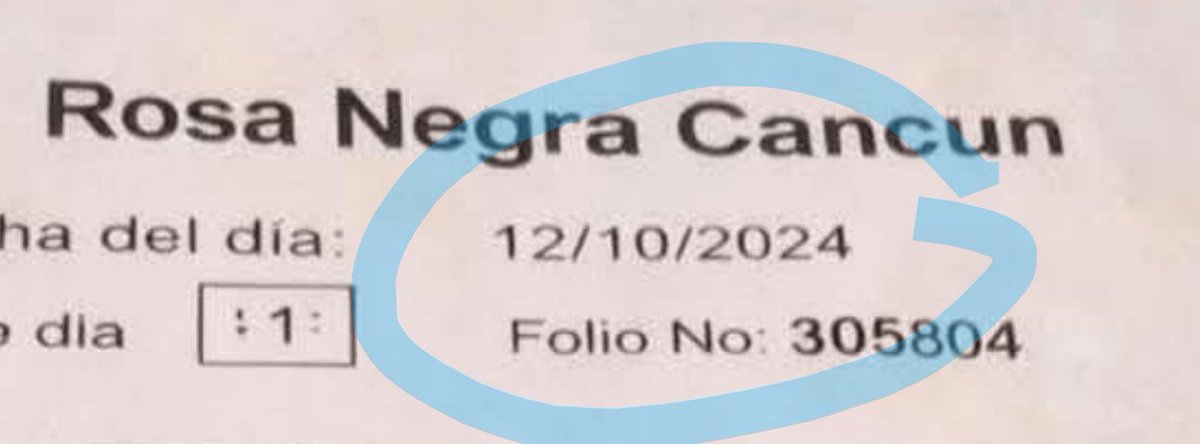 Rosa Negra Cancun
ha del día: 12/10/2024
dia :1: Folio No: 305804